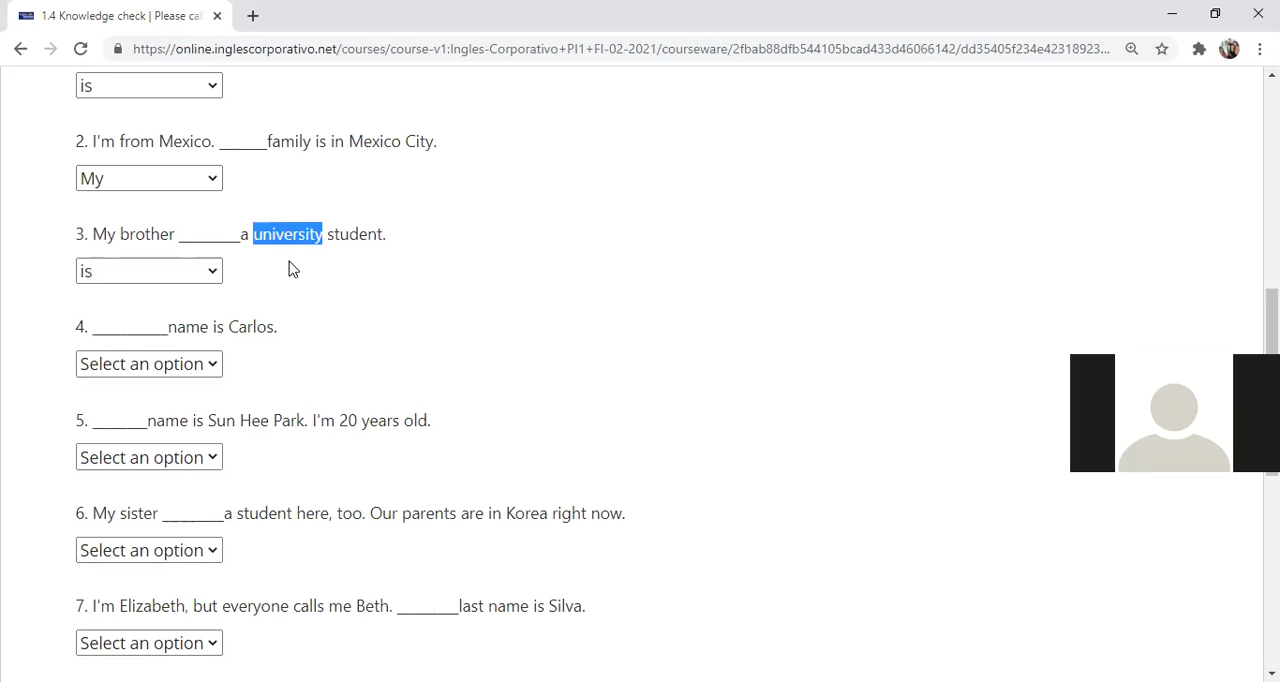 1.4 Knowledge check | Please cal
https://online.inglescorporativo.net/courses/course-v1:Ingles-Corporativo+PI1+FI-02-2021/courseware/2fbab88dfb544105bcad433d46066142/dd35405f234e42318923...
is
2. I'm from Mexico. ______family is in Mexico City.
My
3. My brother ________a university student.
is
4. __________name is Carlos.
Select an option
5. _______name is Sun Hee Park. I'm 20 years old.
Select an option
6. My sister ________a student here, too. Our parents are in Korea right now.
Select an option
7. I'm Elizabeth, but everyone calls me Beth. ________last name is Silva.
Select an option